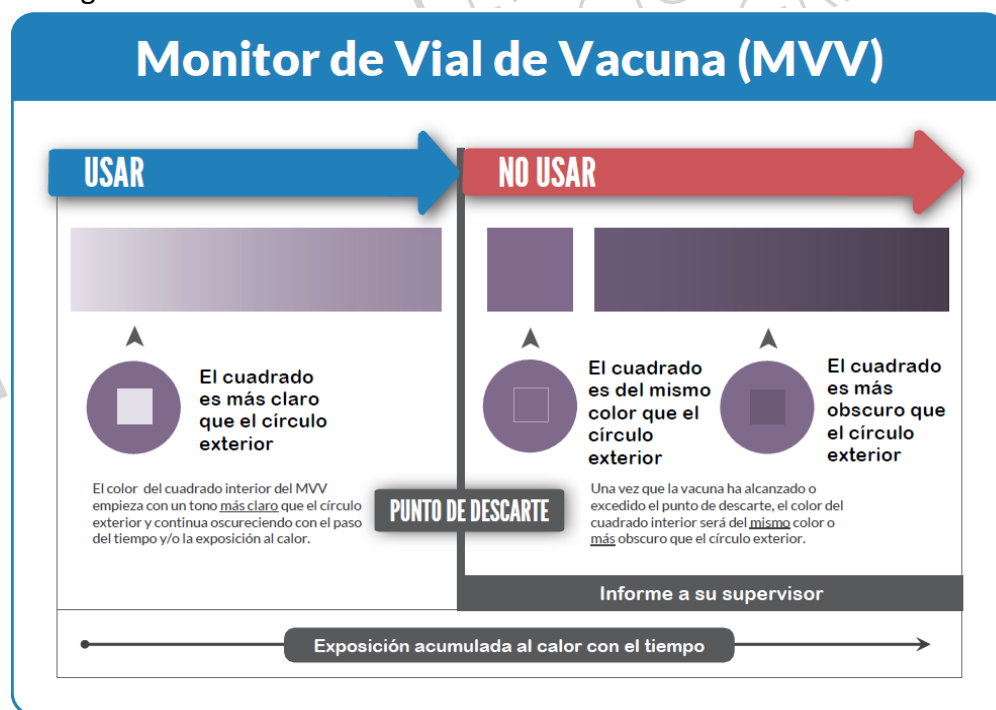 Monitor de Vial de Vacuna (MVV)
USAR
NO USAR
El cuadrado
es más claro
que el círculo
exterior
El color del cuadrado interior del MVV
empieza con un tono más claro que el círculo
exterior y continua oscureciendo con el paso
del tiempo y/o la exposición al calor.
El cuadrado
es del mismo
color que el
círculo
exterior
El cuadrado
es más
obscuro que
el círculo
exterior
PUNTO DE DESCARTE
Una vez que la vacuna ha alcanzado o
excedido el punto de descarte, el color del
cuadrado interior será del mismo color o
más obscuro que el círculo exterior.
Informe a su supervisor
Exposición acumulada al calor con el tiempo